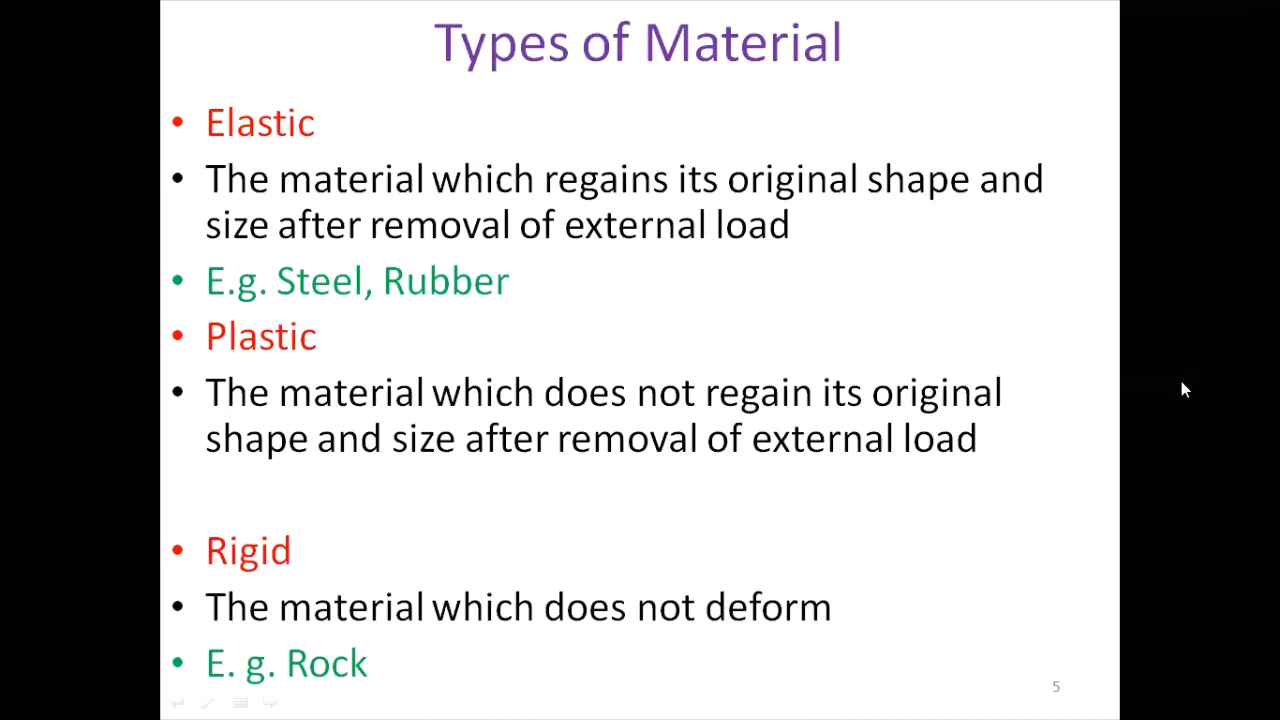 Types of Material
• Elastic
• The material which regains its original shape and
size after removal of external load
• E.g. Steel, Rubber
• Plastic
• The material which does not regain its original
shape and size after removal of external load
• Rigid
• The material which does not deform
• E. g. Rock
5